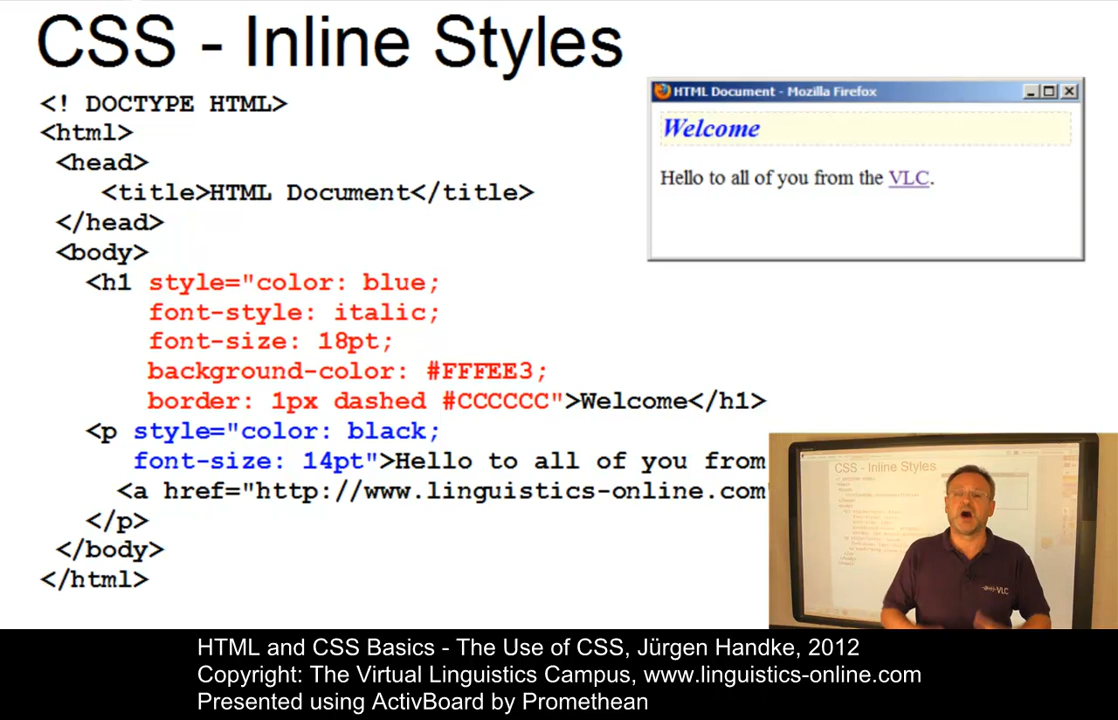 CSS - Inline Styles
<! DOCTYPE HTML>
<html>
<head>
<title>HTML Document</title>
</head>
<body>
<h1 style="color: blue;
font-style: italic;
font-size: 18pt;
background-color: #FFFEE3;
border: 1px dashed #CCCCCC">Welcome</h1>
<p style="color: black;
font-size: 14pt">Hello to all of you from
<a href="http://www.linguistics-online.com"
</p>
</body>
</html>
HTML Document - Mozilla Firefox
Welcome
Hello to all of you from the VLC.
CSS - Inline Styles
VLC
HTML and CSS Basics - The Use of CSS, Jürgen Handke, 2012
Copyright: The Virtual Linguistics Campus, www.linguistics-online.com
Presented using ActivBoard by Promethean